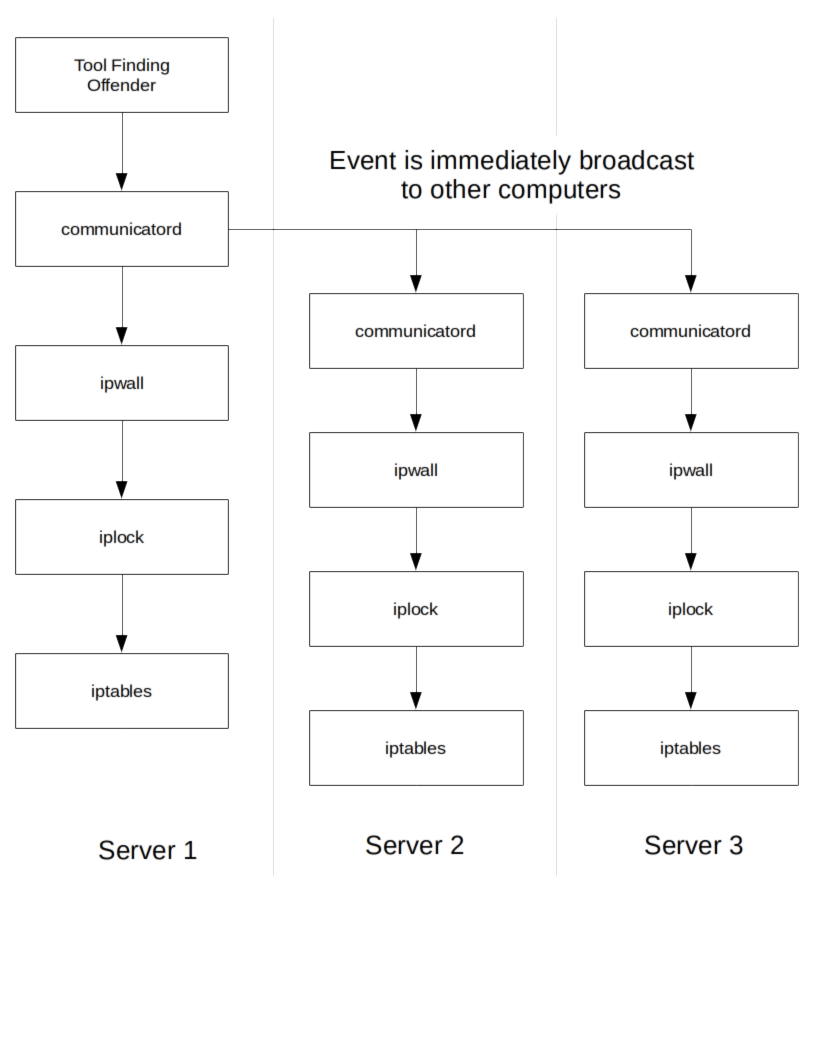 Tool Finding
Offender
communicatord
ipwall
iplock
iptables
Server 1
Event is immediately broadcast
to other computers
communicatord
ipwall
iplock
iptables
Server 2
communicatord
ipwall
iplock
iptables
Server 3